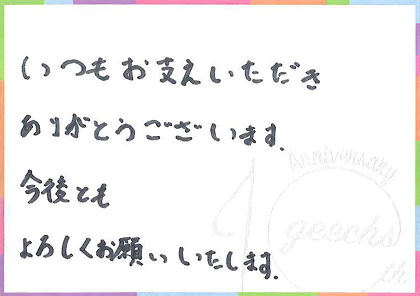 いつもお支えいただき
ありがとうございます.
今後とも
よろしくお願いいたします.
Anniversary
geechs
th